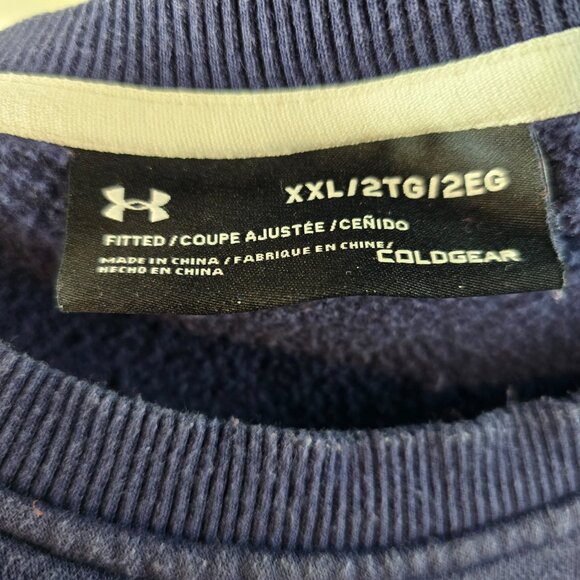 XXL/2TG/2EG
FITTED / COUPE AJUSTÉE / CEÑIDO
MADE IN CHINA / FABRIQUE EN CHINE/
HECHO EN CHINA
COLDGEAR